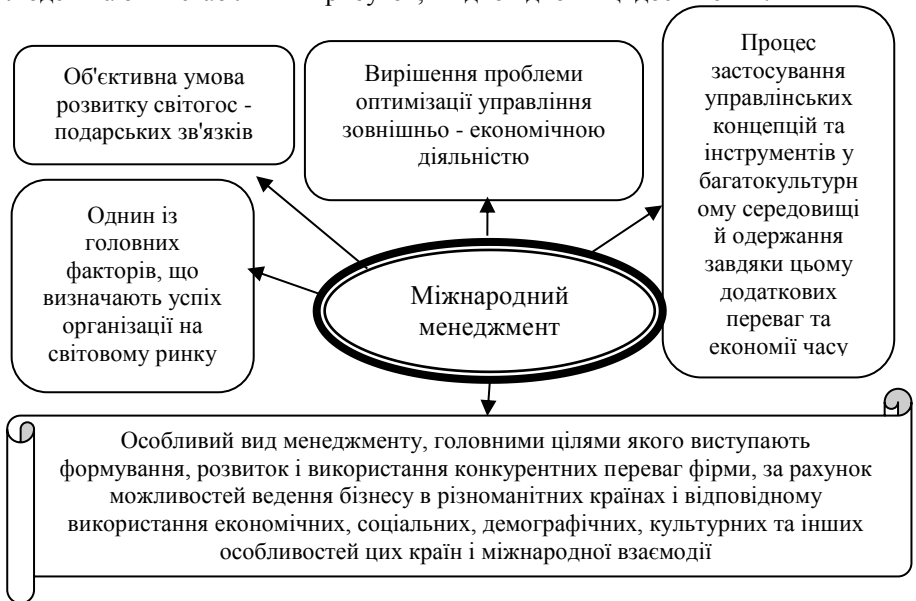 Об'єктивна умова
розвитку світогос -
подарських зв'язків
Вирішення проблеми
оптимізації управління
зовнішньо - економічною
діяльністю
Процес
застосування
управлінських
концепцій та
інструментів у
багатокультурн
ому середовищі
й одержання
завдяки цьому
додаткових
переваг та
економії часу
Однин із
головних
факторів, що
визначають успіх
організації на
світовому ринку
Міжнародний
менеджмент
Особливий вид менеджменту, головними цілями якого виступають
формування, розвиток і використання конкурентних переваг фірми, за рахунок
можливостей ведення бізнесу в різноманітних країнах і відповідному
використання економічних, соціальних, демографічних, культурних та інших
особливостей цих країн і міжнародної взаємодії